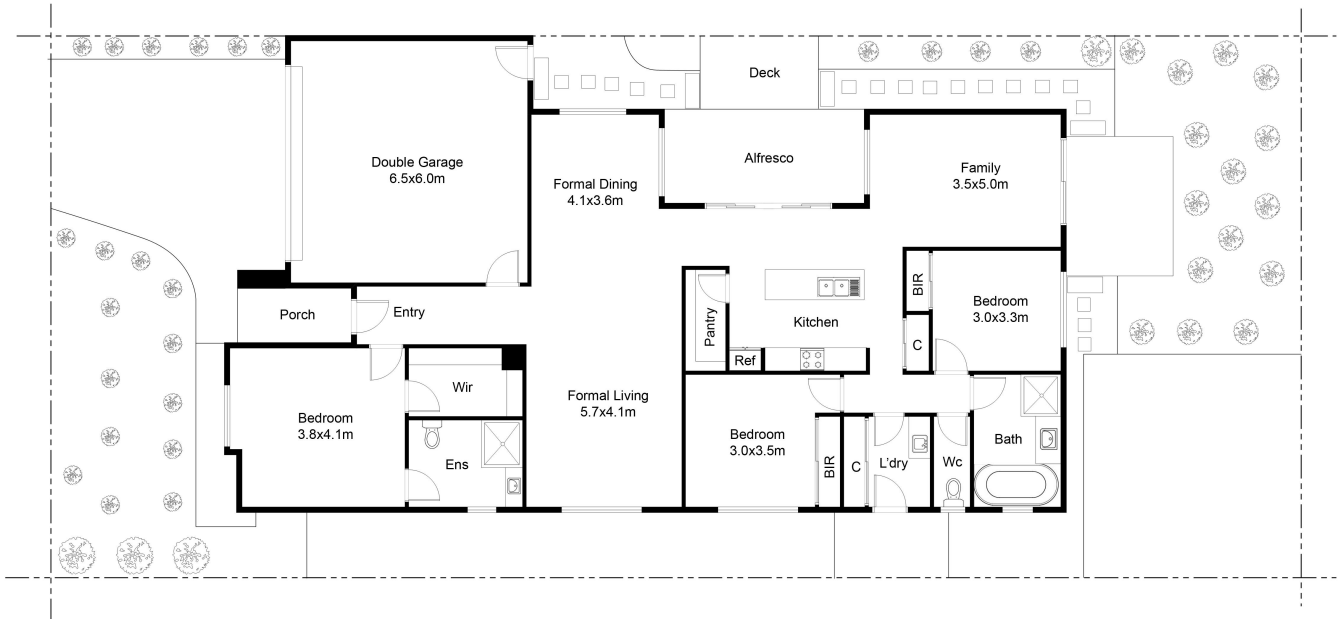 Deck
Double Garage
6.5x6.0m
Alfresco
Family
3.5x5.0m
Formal Dining
4.1x3.6m
BIR
Bedroom
3.0x3.3m
Porch
Entry
Pantry
Kitchen
C
Ref
Wir
Bedroom
3.8x4.1m
Formal Living
5.7x4.1m
Bedroom
3.0x3.5m
BIR
C
L'dry
Wc
Bath
Ens